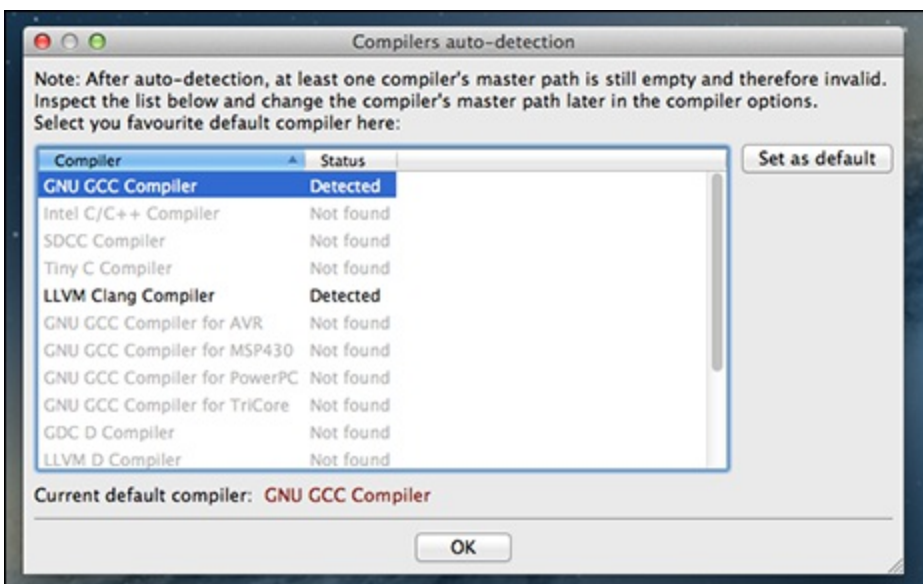 Compilers auto-detection
Note: After auto-detection, at least one compiler's master path is still empty and therefore invalid.
Inspect the list below and change the compiler's master path later in the compiler options.
Select you favourite default compiler here:
Compiler Status
Set as default
GNU GCC Compiler Detected
Intel C/C++ Compiler Not found
SDCC Compiler Not found
Tiny C Compiler Not found
LLVM Clang Compiler Detected
GNU GCC Compiler for AVR Not found
GNU GCC Compiler for MSP430 Not found
GNU GCC Compiler for PowerPC Not found
GNU GCC Compiler for TriCore Not found
GDC D Compiler Not found
LLVM D Compiler Not found
Current default compiler: GNU GCC Compiler
OK